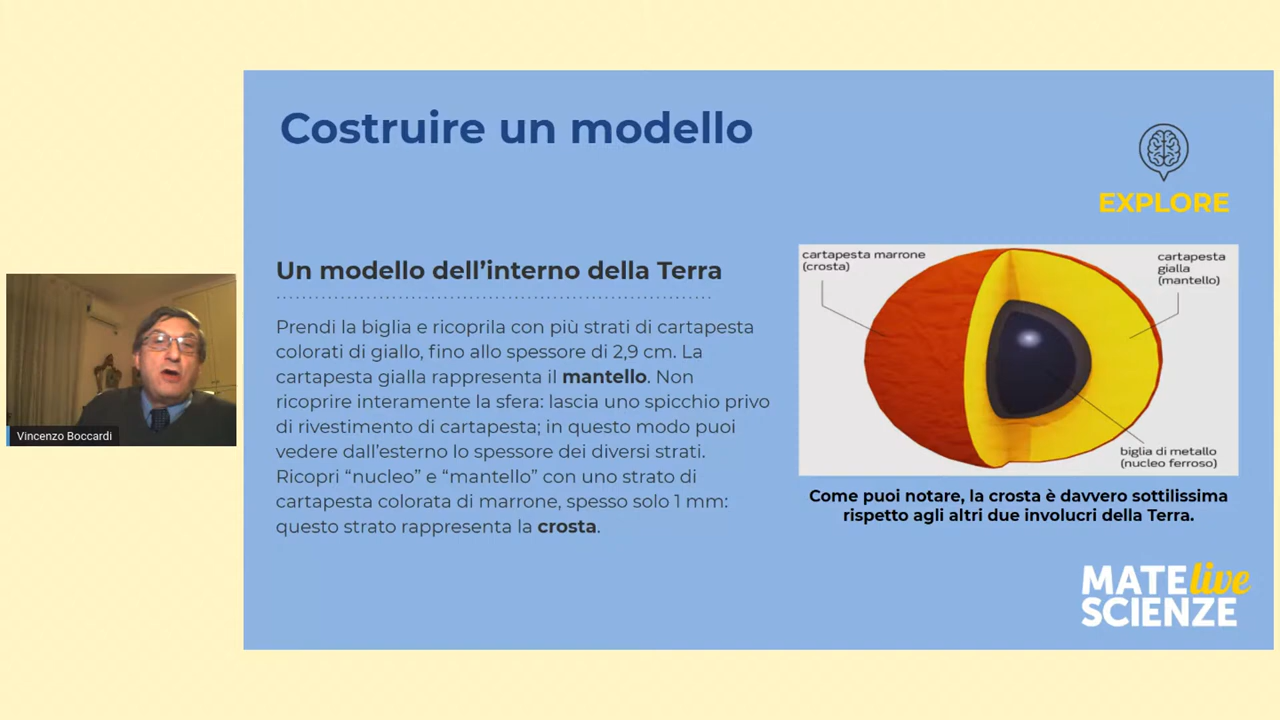 Costruire un modello
EXPLORE
Un modello dell’interno della Terra
Prendi la biglia e ricoprila con più strati di cartapesta
colorati di giallo, fino allo spessore di 2,9 cm. La
cartapesta gialla rappresenta il mantello. Non
ricoprire interamente la sfera: lascia uno spicchio privo
di rivestimento di cartapesta; in questo modo puoi
vedere dall’esterno lo spessore dei diversi strati.
Ricopri “nucleo” e “mantello” con uno strato di
cartapesta colorata di marrone, spesso solo 1 mm:
questo strato rappresenta la crosta.
cartapesta marrone
(crosta)
cartapesta
gialla
(mantello)
biglia di metallo
(nucleo ferroso)
Come puoi notare, la crosta è davvero sottilissima
rispetto agli altri due involucri della Terra.
Vincenzo Boccardi
MATE live
SCIENZE